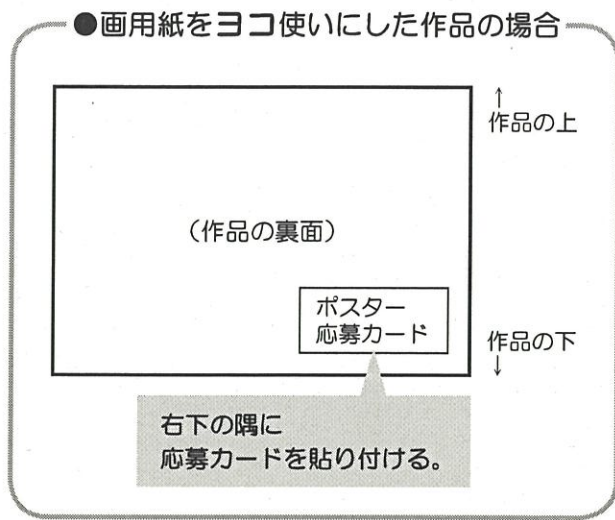 ●画用紙をヨコ使いにした作品の場合
↑
作品の上
（作品の裏面）
ポスター
応募カード
作品の下
↓
右下の隅に
応募カードを貼り付ける。